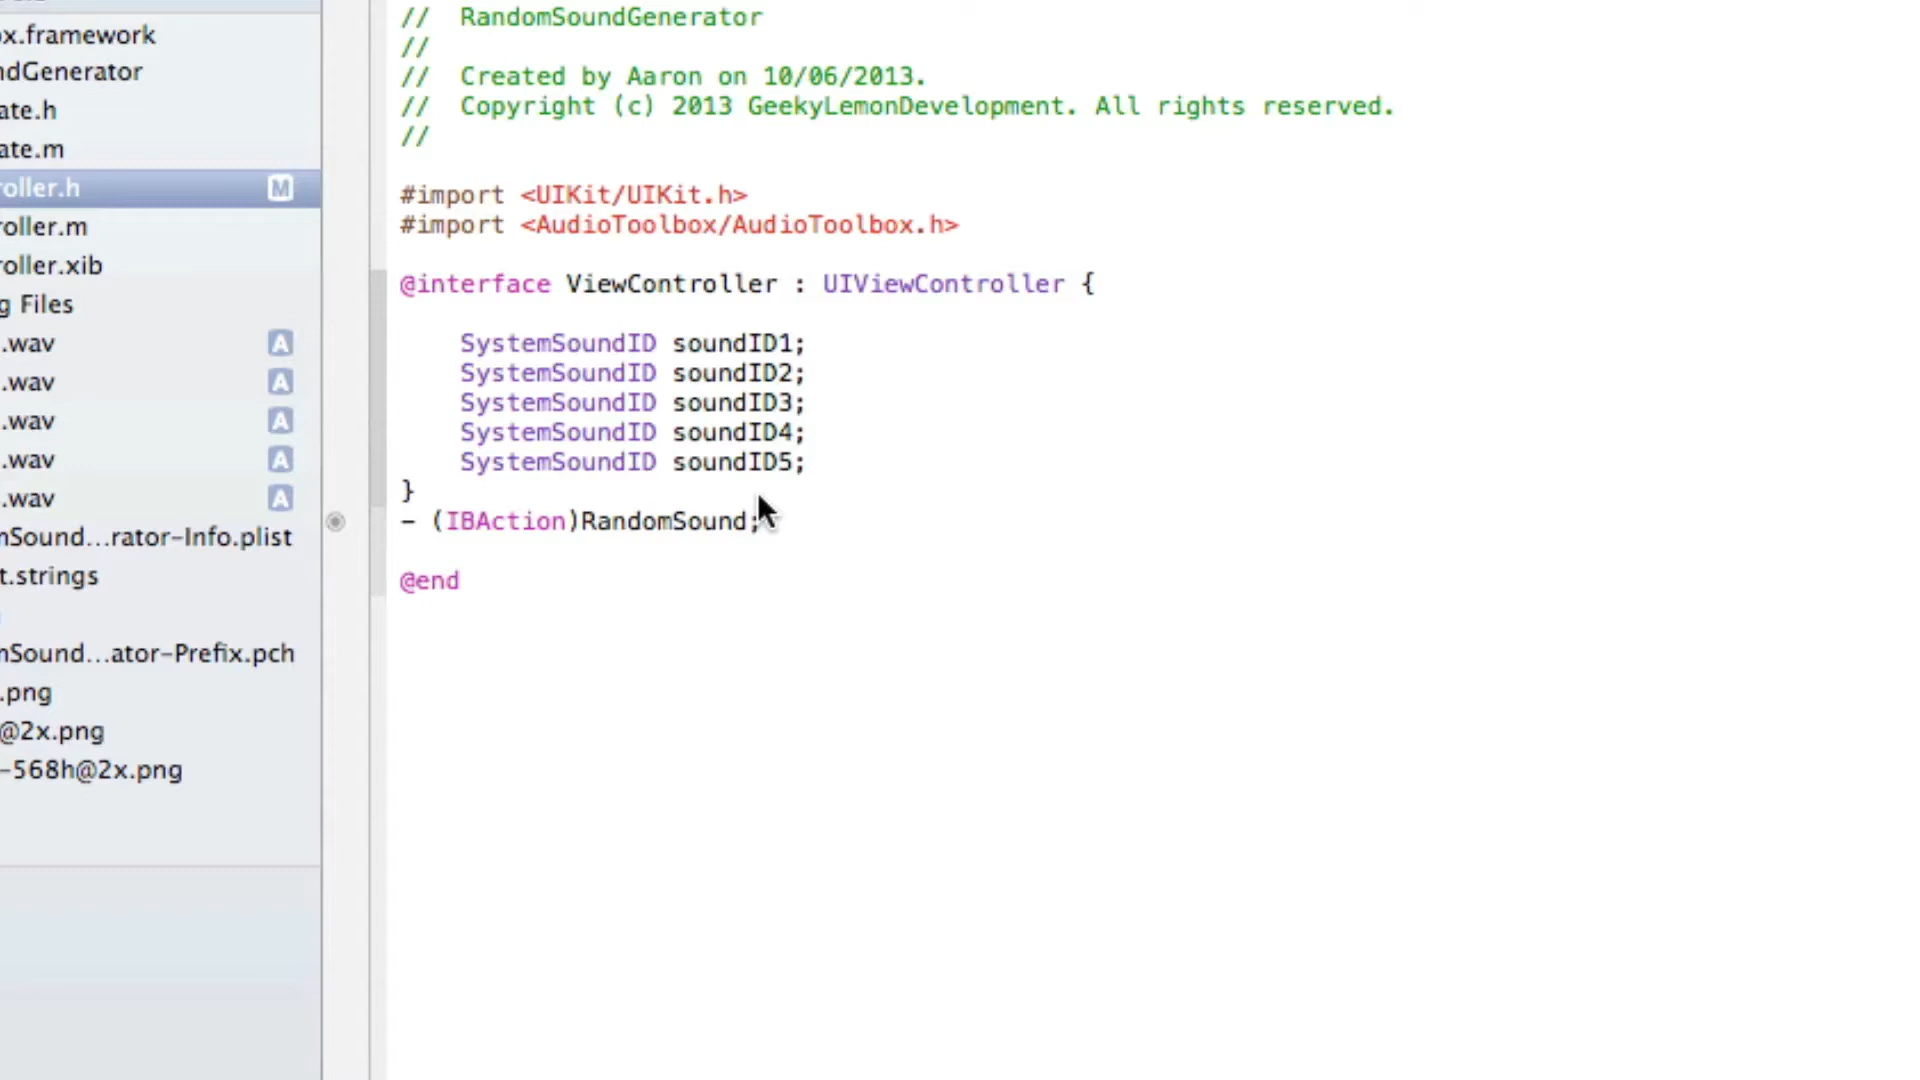 ox.framework
ndGenerator
ate.h
ate.m
roller.h M
roller.m
roller.xib
g Files
.wav A
.wav A
.wav A
.wav A
.wav A
nSound...rator-Info.plist
t.strings
nSound...ator-Prefix.pch
.png
@2x.png
-568h@2x.png
// RandomSoundGenerator
//
// Created by Aaron on 10/06/2013.
// Copyright (c) 2013 GeekyLemonDevelopment. All rights reserved.
//
#import <UIKit/UIKit.h>
#import <AudioToolbox/AudioToolbox.h>
@interface ViewController : UIViewController {
SystemSoundID soundID1;
SystemSoundID soundID2;
SystemSoundID soundID3;
SystemSoundID soundID4;
SystemSoundID soundID5;
}
- (IBAction)RandomSound;
@end